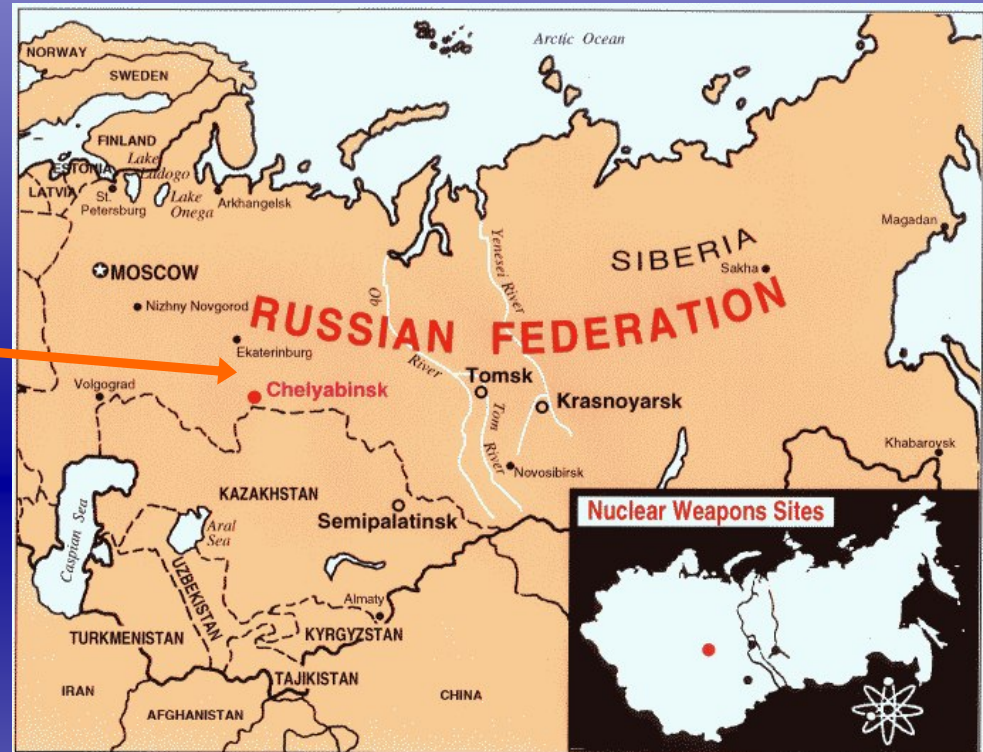 Arctic Ocean
NORWAY
SWEDEN
FINLAND
Lake
Ladogo
ESTONIA
LATVIA
St.
Petersburg
Lake
Onega
Arkhangelsk
Magadan
SIBERIA
Sakha
Yenesei River
Ob
River
MOSCOW
Nizhny Novgorod
RUSSIAN FEDERATION
Ekaterinburg
Tomsk
Tom
River
Krasnoyarsk
Volgograd
Chelyabinsk
Khabarovsk
Novosibirsk
KAZAKHSTAN
Semipalatinsk
Caspian Sea
Aral
Sea
UZBEKISTAN
Almaty
KYRGYZSTAN
TURKMENISTAN
TAJIKISTAN
IRAN
AFGHANISTAN
CHINA
Nuclear Weapons Sites